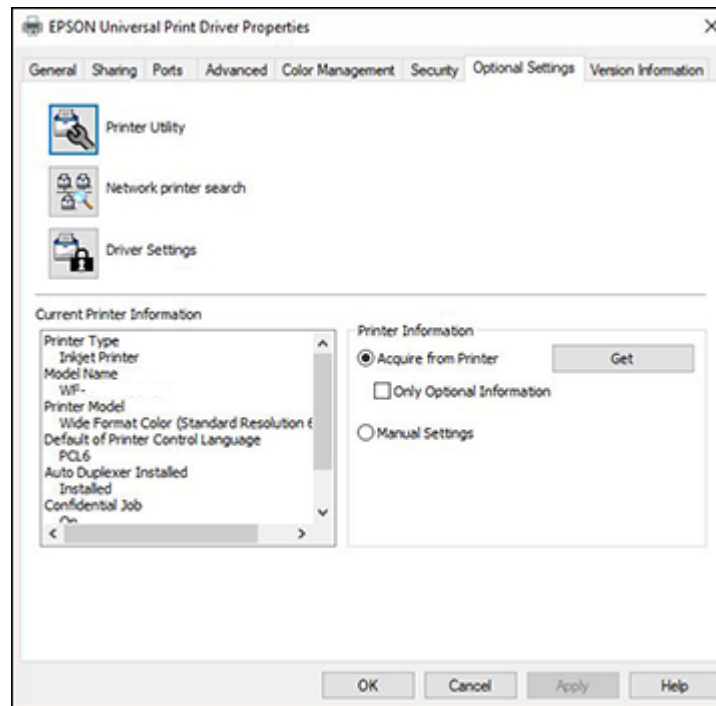 EPSON Universal Print Driver Properties
General Sharing Ports Advanced Color Management Security Optional Settings Version Information
Printer Utility
Network printer search
Driver Settings
Current Printer Information
Printer Type
Inkjet Printer
Model Name
WF-
Printer Model
Wide Format Color (Standard Resolution 6
Default of Printer Control Language
PCL6
Auto Duplexer Installed
Installed
Confidential Job
On
Printer Information
Acquire from Printer Get
Only Optional Information
Manual Settings
OK Cancel Apply Help